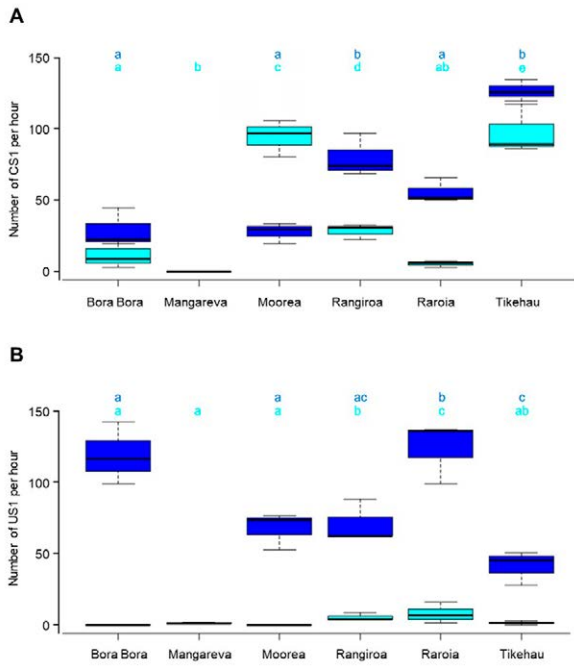 A
Number of CS1 per hour
150
100
50
0
a a b a b
a b c d ab e
Bora Bora Mangareva Moorea Rangiroa Raroia Tikehau
B
Number of US1 per hour
150
100
50
0
a a ac b c
a a a b c ab
Bora Bora Mangareva Moorea Rangiroa Raroia Tikehau